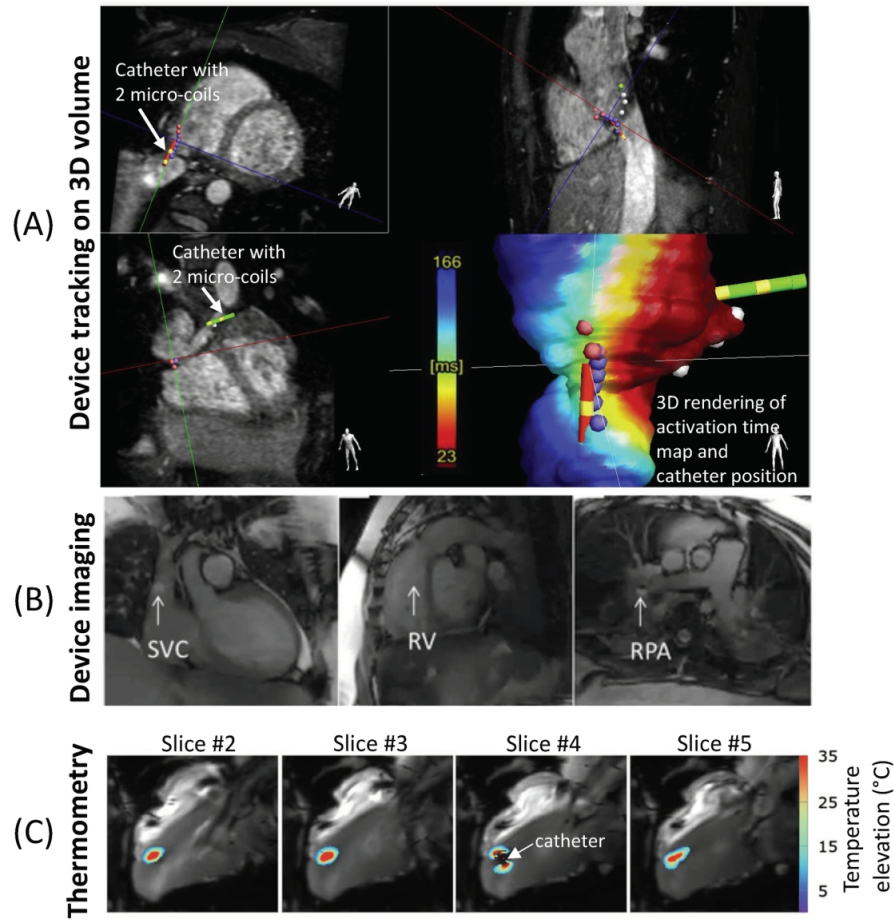 (A)
Device tracking on 3D volume
Catheter with
2 micro-coils
Catheter with
2 micro-coils
166
[ms]
23
3D rendering of
activation time
map and
catheter position
(B)
Device imaging
SVC
RV
RPA
(C)
Thermometry
Slice #2
Slice #3
Slice #4
Slice #5
catheter
35
25
15
5
Temperature
elevation (°C)